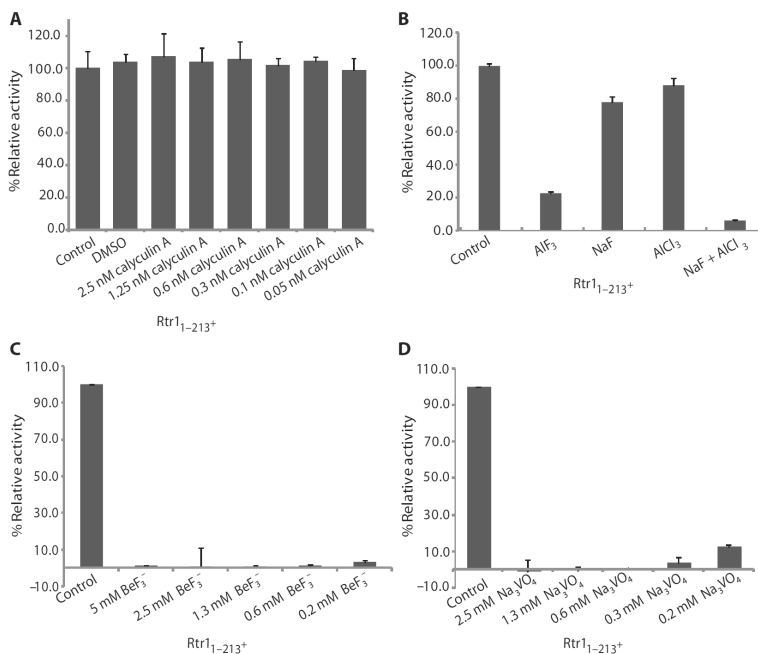 A
% Relative activity
120.0
100.0
80.0
60.0
40.0
20.0
0.0
Control
DMSO
2.5 nM calyculin A
1.25 nM calyculin A
0.6 nM calyculin A
0.3 nM calyculin A
0.1 nM calyculin A
0.05 nM calyculin A
Rtr1₁₋₂₁₃+
B
% Relative activity
120.0
100.0
80.0
60.0
40.0
20.0
0.0
Control
AlF₃
NaF
AlCl₃
NaF + AlCl ₃
Rtr1₁₋₂₁₃+
C
% Relative activity
110.0
90.0
70.0
50.0
30.0
10.0
−10.0
Control
5 mM BeF₃⁻
2.5 mM BeF₃⁻
1.3 mM BeF₃⁻
0.6 mM BeF₃⁻
0.2 mM BeF₃⁻
Rtr1₁₋₂₁₃+
D
% Relative activity
110.0
90.0
70.0
50.0
30.0
10.0
−10.0
Control
2.5 mM Na₃VO₄
1.3 mM Na₃VO₄
0.6 mM Na₃VO₄
0.3 mM Na₃VO₄
0.2 mM Na₃VO₄
Rtr1₁₋₂₁₃+